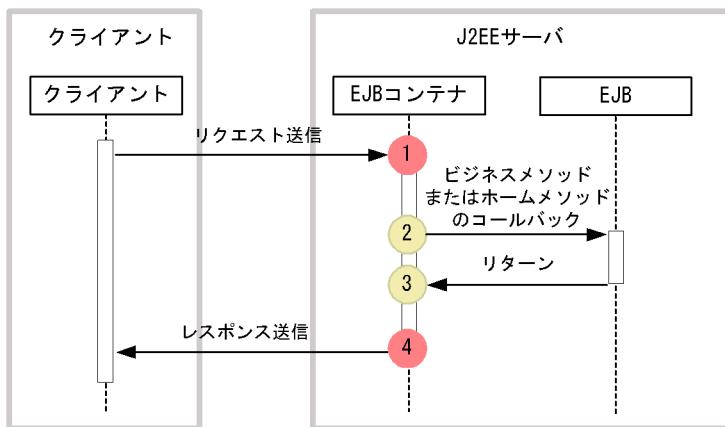 クライアント
J2EEサーバ
クライアント
EJBコンテナ
EJB
リクエスト送信
1
ビジネスメソッド
またはホームメソッド
のコールバック
2
リターン
3
レスポンス送信
4